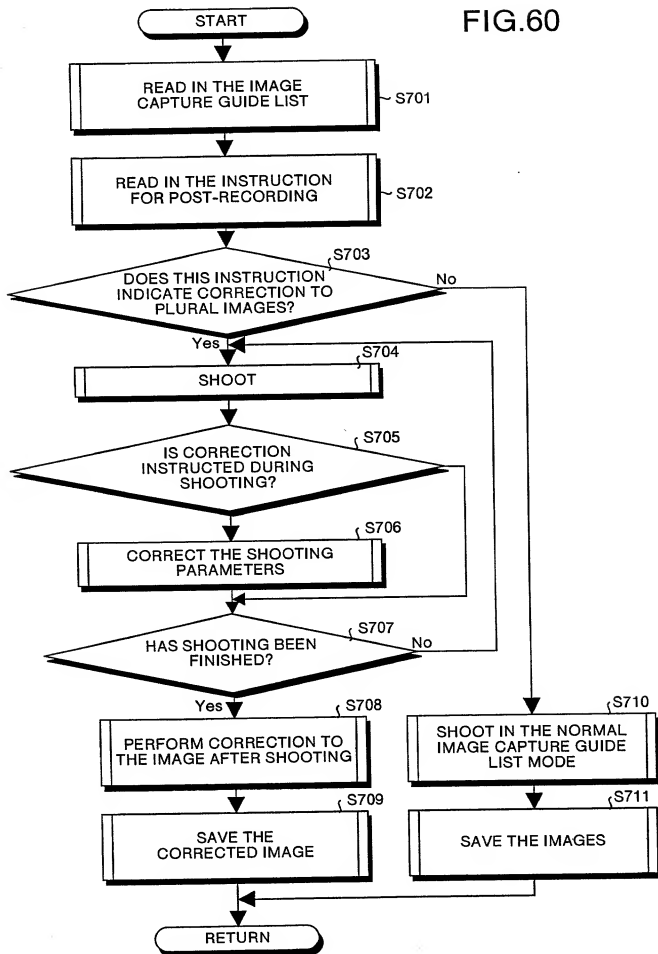 FIG.60
START
READ IN THE IMAGE
CAPTURE GUIDE LIST
S701
READ IN THE INSTRUCTION
FOR POST-RECORDING
S702
S703
DOES THIS INSTRUCTION
INDICATE CORRECTION TO
PLURAL IMAGES?
No
Yes
S704
SHOOT
S705
IS CORRECTION
INSTRUCTED DURING
SHOOTING?
S706
CORRECT THE SHOOTING
PARAMETERS
S707
HAS SHOOTING BEEN
FINISHED?
No
Yes
S708
PERFORM CORRECTION TO
THE IMAGE AFTER SHOOTING
S709
SAVE THE
CORRECTED IMAGE
S710
SHOOT IN THE NORMAL
IMAGE CAPTURE GUIDE
LIST MODE
S711
SAVE THE IMAGES
RETURN